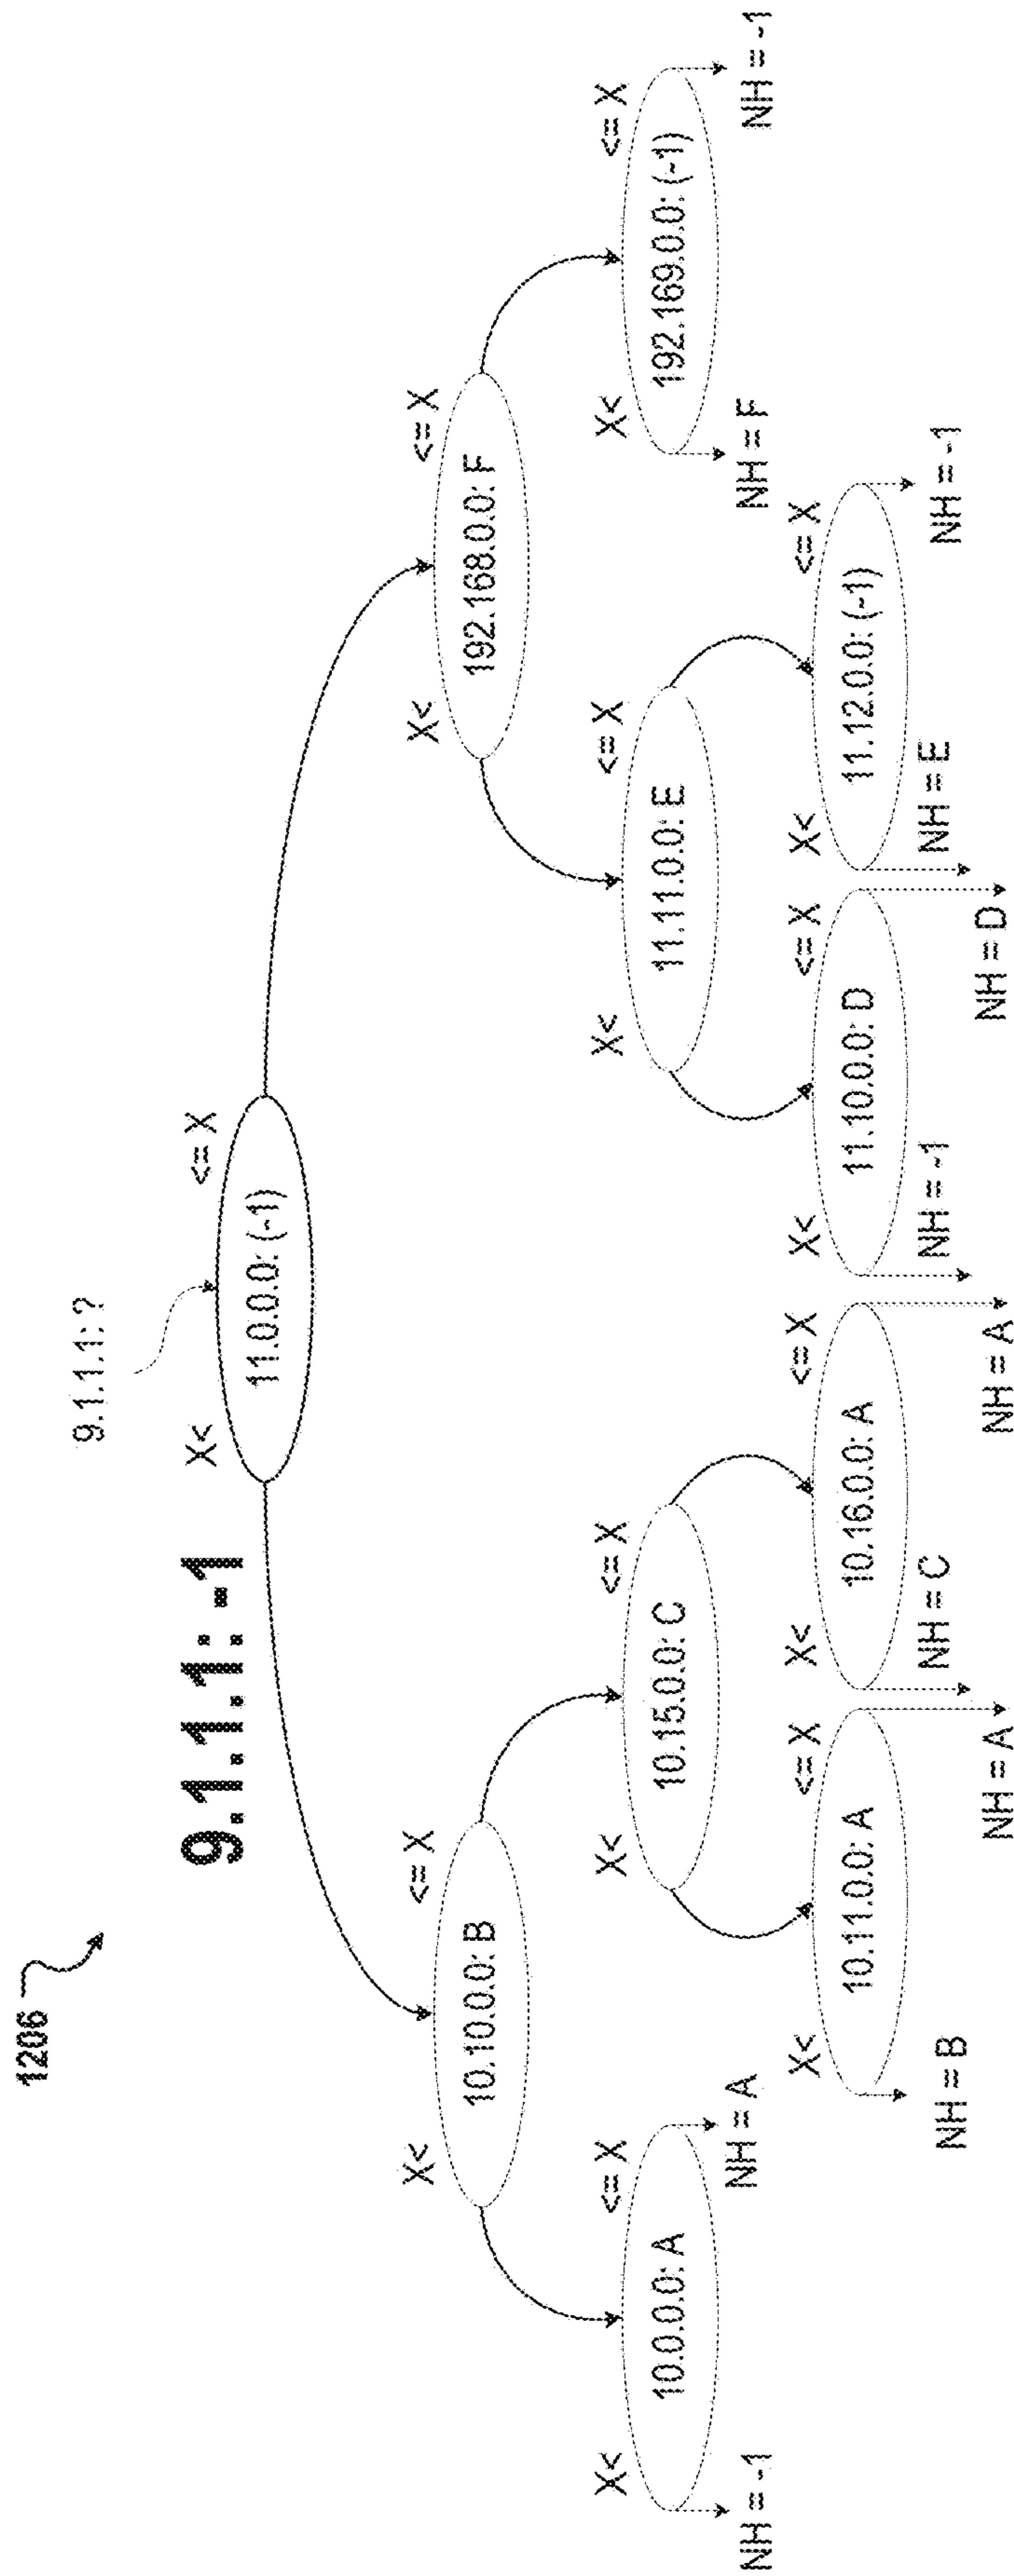 1206
9.1.1.1: -1
9.1.1.1: ?
X<
11.0.0.0: (-1)
<= X
X<
10.10.0.0: B
<= X
X<
192.168.0.0: F
<= X
X<
10.0.0.0: A
<= X
X<
10.15.0.0: C
<= X
X<
11.11.0.0: E
<= X
X<
192.169.0.0: (-1)
<= X
NH = -1
NH = A
NH = F
NH = -1
X<
10.11.0.0: A
<= X
X<
10.16.0.0: A
<= X
X<
11.10.0.0: D
<= X
X<
11.12.0.0: (-1)
<= X
NH = B
NH = A
NH = C
NH = A
NH = -1
NH = D
NH = E
NH = -1